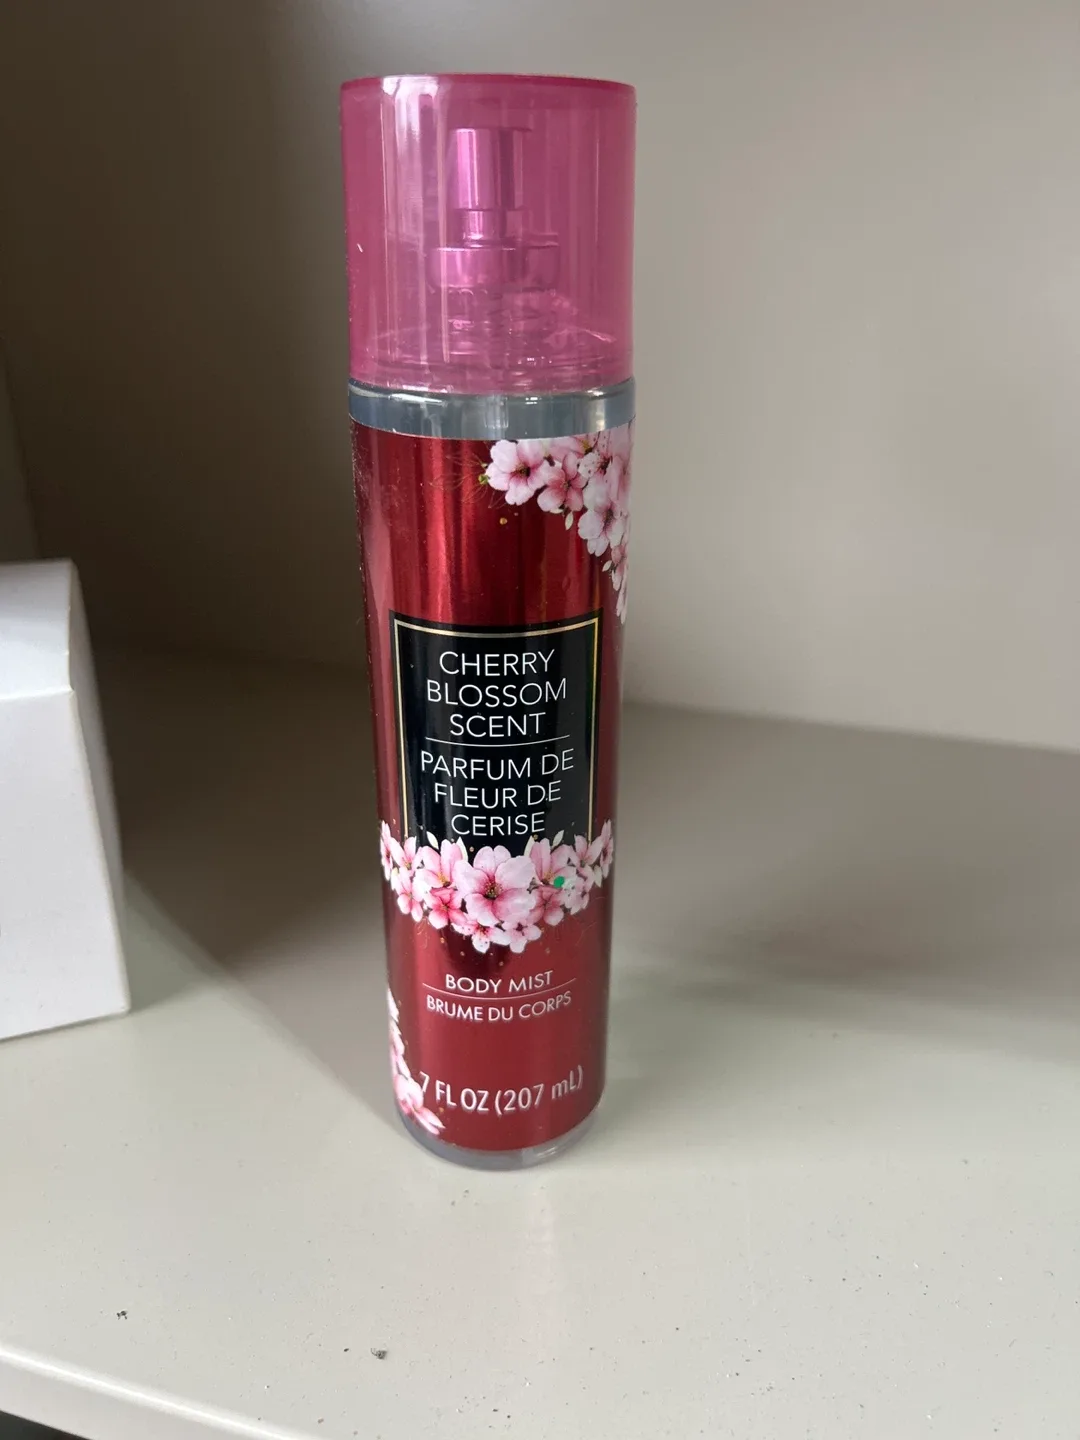 CHERRY
BLOSSOM
SCENT
PARFUM DE
FLEUR DE
CERISE
BODY MIST
BRUME DU CORPS
7 FL OZ (207 mL)